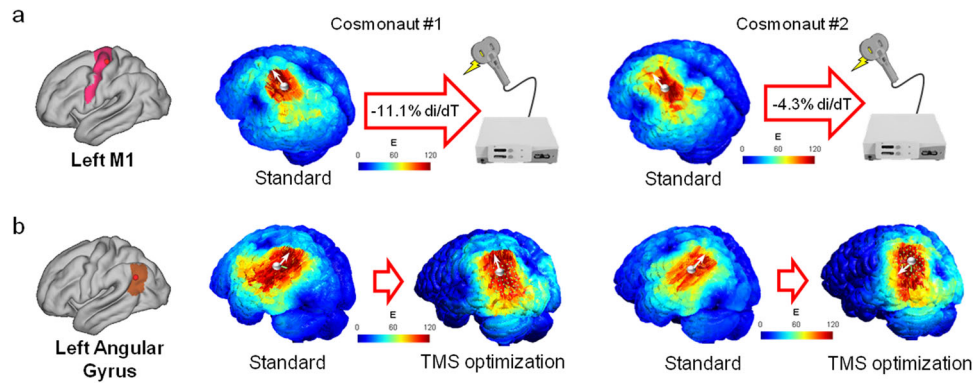 a
Cosmonaut #1
Cosmonaut #2
Left M1
-11.1% di/dT
-4.3% di/dT
E
0 60 120
E
0 60 120
Standard
Standard
b
Left Angular
Gyrus
E
0 60 120
E
0 60 120
Standard
TMS optimization
Standard
TMS optimization